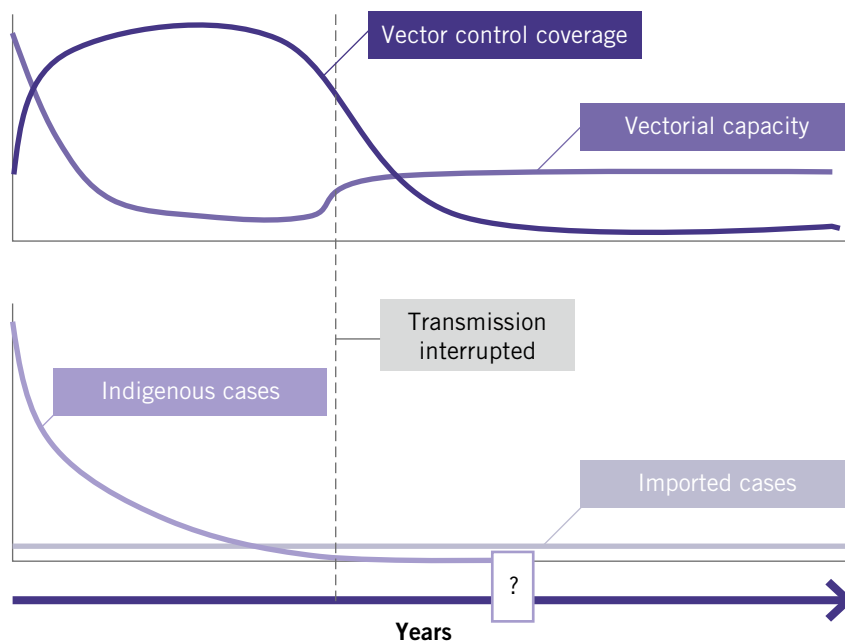 Vector control coverage
Vectorial capacity
Transmission
interrupted
Indigenous cases
Imported cases
?
Years